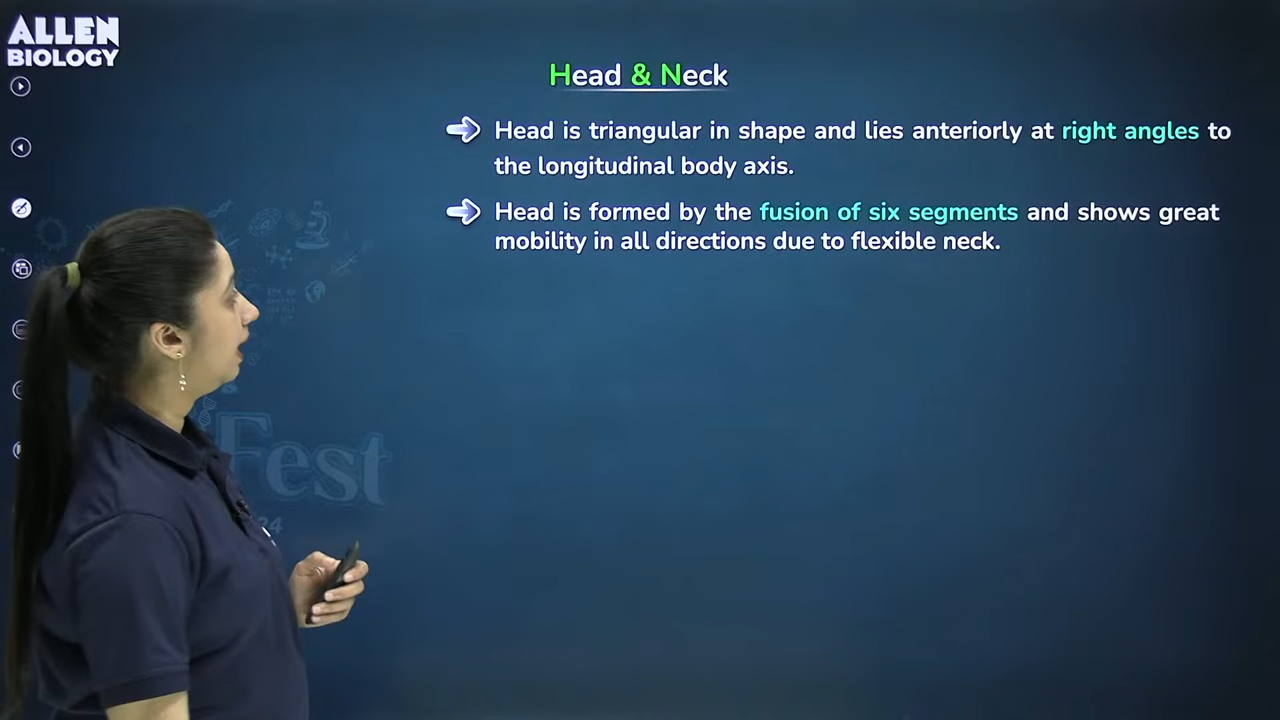 ALLEN
BIOLOGY
Head & Neck
Head is triangular in shape and lies anteriorly at right angles to
the longitudinal body axis.
Head is formed by the fusion of six segments and shows great
mobility in all directions due to flexible neck.
Fest
24